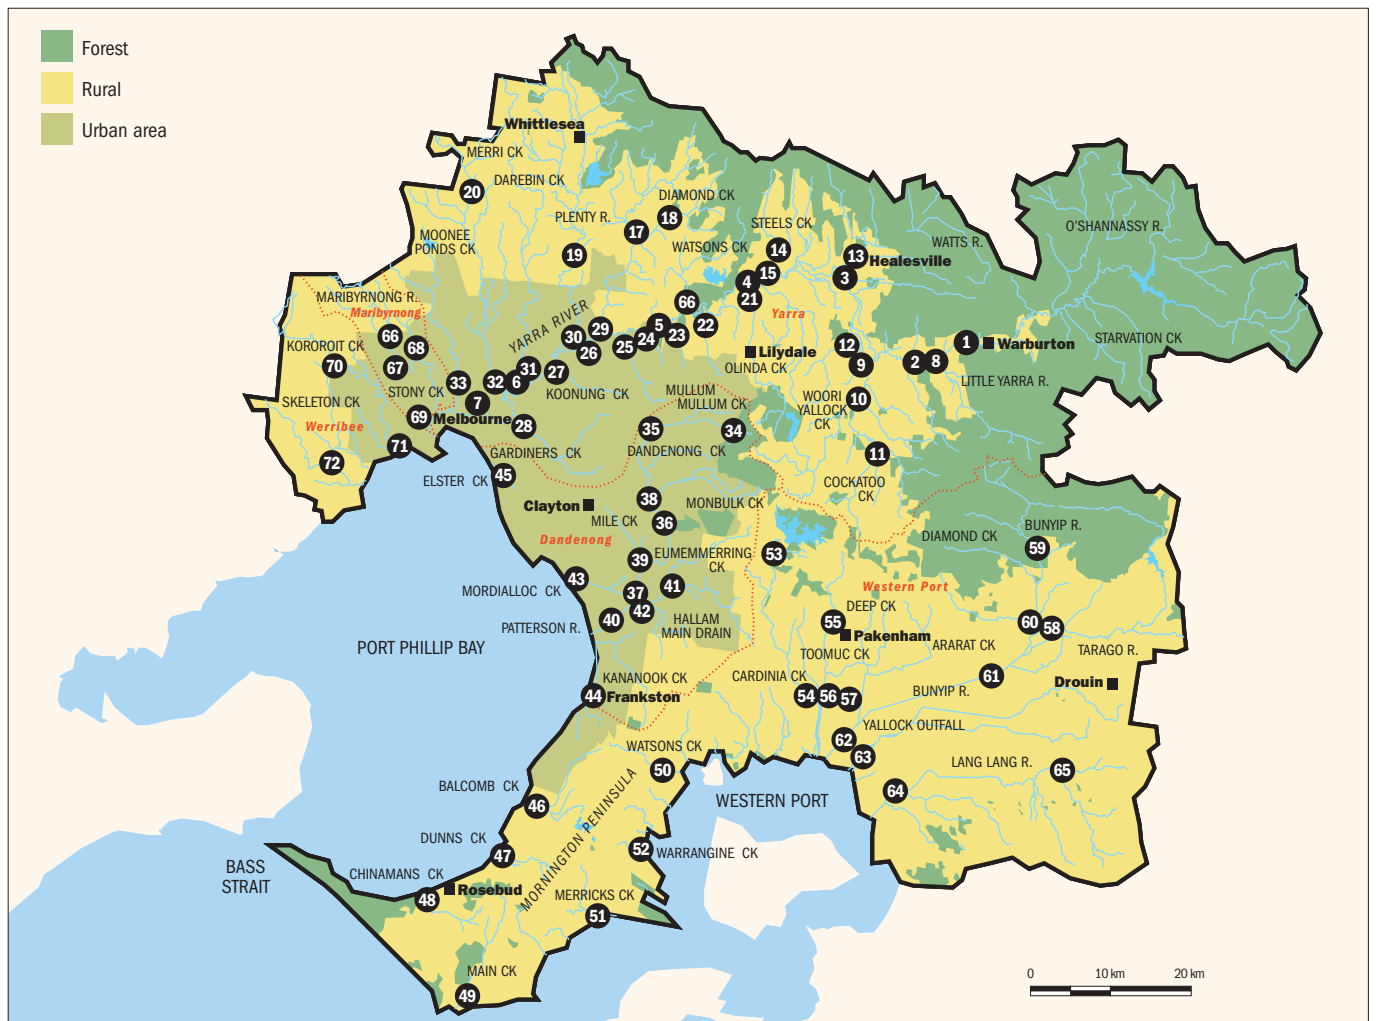 Forest
Rural
Urban area
Whittlesea
MERRI CK
DAREBIN CK
20
DIAMOND CK
PLENTY R.
18
17
STEELS CK
MOONEE
PONDS CK
WATSONS CK
14
WATTS R.
O'SHANNASSY R.
19
13
Healesville
15
3
4
21
MARIBYRNONG R.
Maribyrnong
66
Yarra
YARRA RIVER
5
22
29
30
23
24
25
26
66
68
KOROROIT CK
70
67
12
9
1
Warburton
STARVATION CK
2
8
LITTLE YARRA R.
Lilydale
OLINDA CK
31
27
6
32
33
STONY CK
7
KOONUNG CK
MULLUM
MULLUM CK
WOORI
YALLOCK
CK
10
SKELETON CK
Werribee
69
Melbourne
28
35
34
71
72
GARDINERS CK
DANDENONG CK
11
ELSTER CK
45
COCKATOO
CK
Clayton
38
MONBULK CK
MILE CK
36
BUNYIP R.
DIAMOND CK
59
Dandenong
39
EUMEMMERRING
CK
53
Western Port
MORDIALLOC CK
43
37
41
42
40
PATTERSON R.
HALLAM
MAIN DRAIN
DEEP CK
55
Pakenham
60
58
PORT PHILLIP BAY
TOOMUC CK
ARARAT CK
TARAGO R.
KANANOOK CK
CARDINIA CK
61
Drouin
44
Frankston
54
56
57
BUNYIP R.
YALLOCK OUTFALL
62
WATSONS CK
63
LANG LANG R.
50
65
BALCOMB CK
WESTERN PORT
64
46
MORNINGTON PENINSULA
DUNNS CK
47
52
WARRANGINE CK
BASS
STRAIT
CHINAMANS CK
Rosebud
48
MERRICKS CK
51
MAIN CK
49
0
10 km
20 km